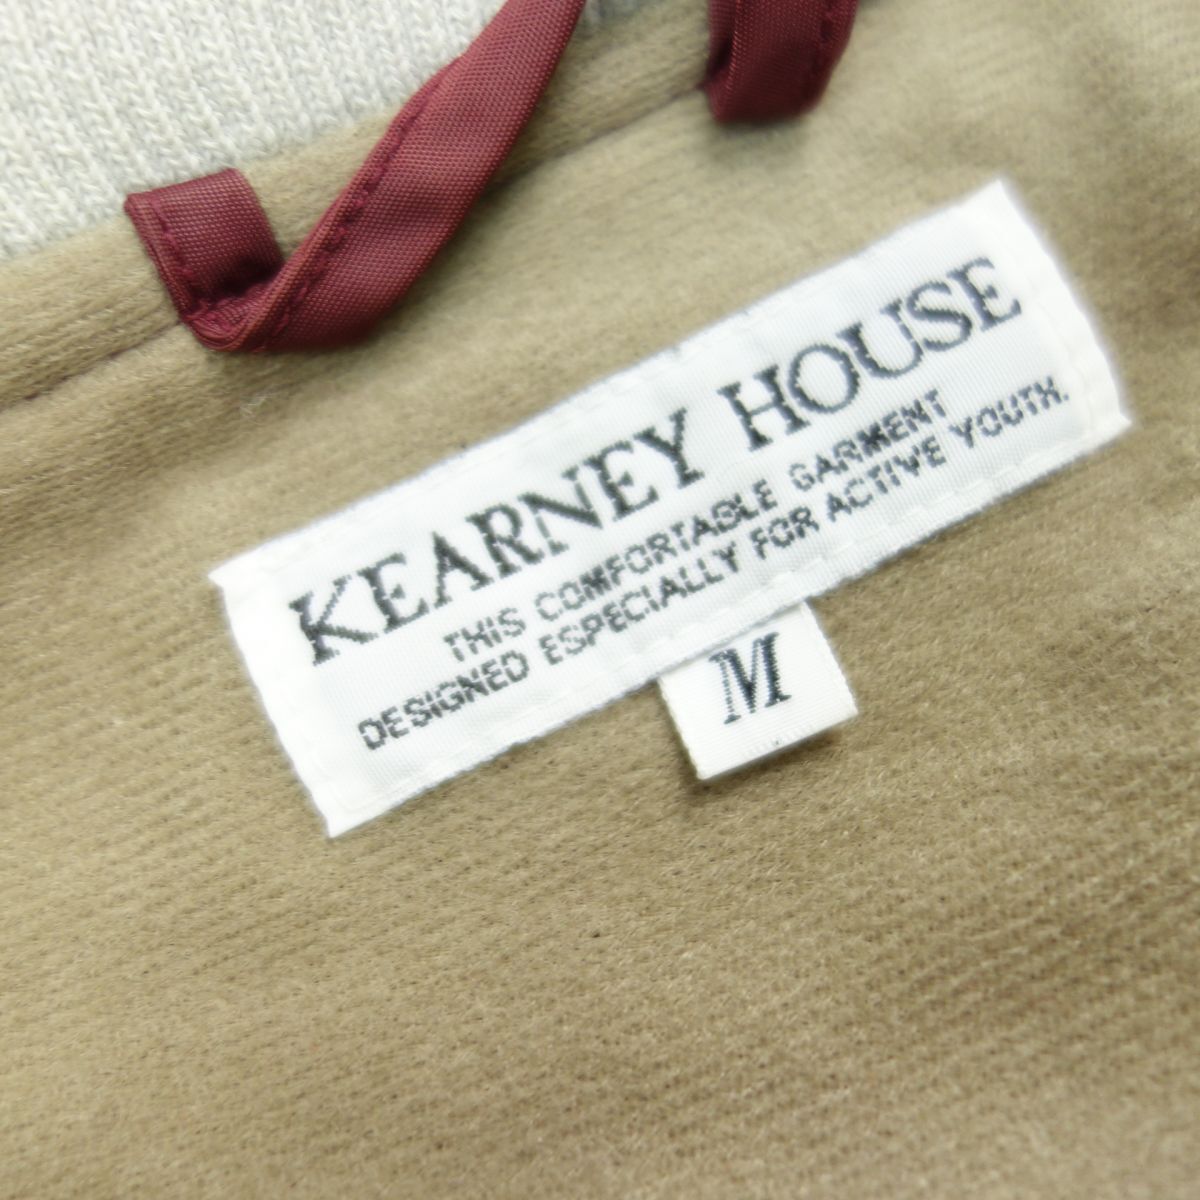 KEARNEY HOUSE
THIS COMFORTABLE GARMENT
DESIGNED ESPECIALLY FOR ACTIVE YOUTH.
M